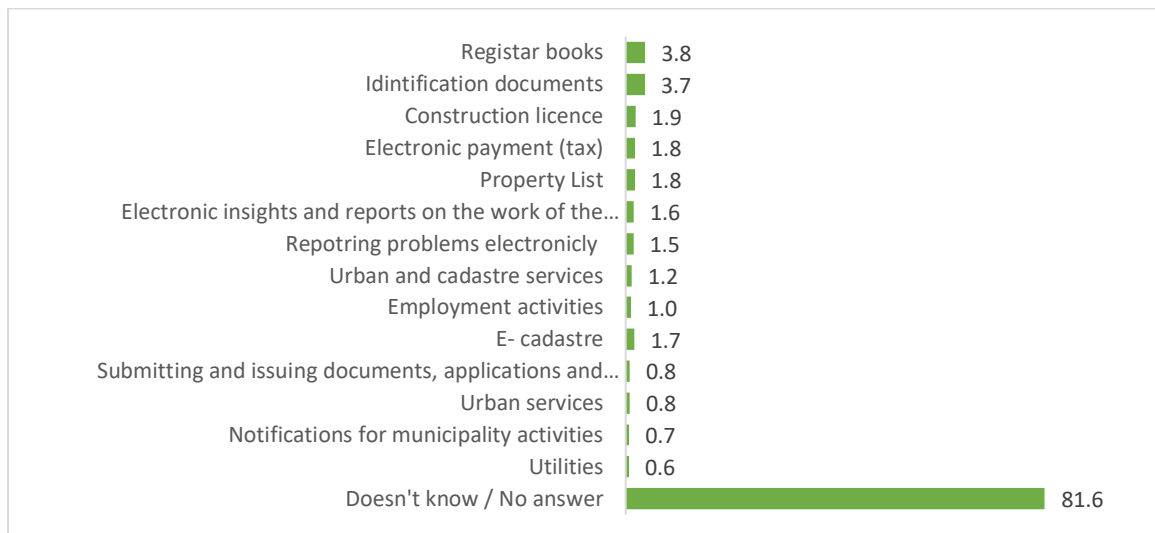 Registar books 3.8
Idintification documents 3.7
Construction licence 1.9
Electronic payment (tax) 1.8
Property List 1.8
Electronic insights and reports on the work of the… 1.6
Repotring problems electronicly 1.5
Urban and cadastre services 1.2
Employment activities 1.0
E- cadastre 1.7
Submitting and issuing documents, applications and… 0.8
Urban services 0.8
Notifications for municipality activities 0.7
Utilities 0.6
Doesn't know / No answer 81.6